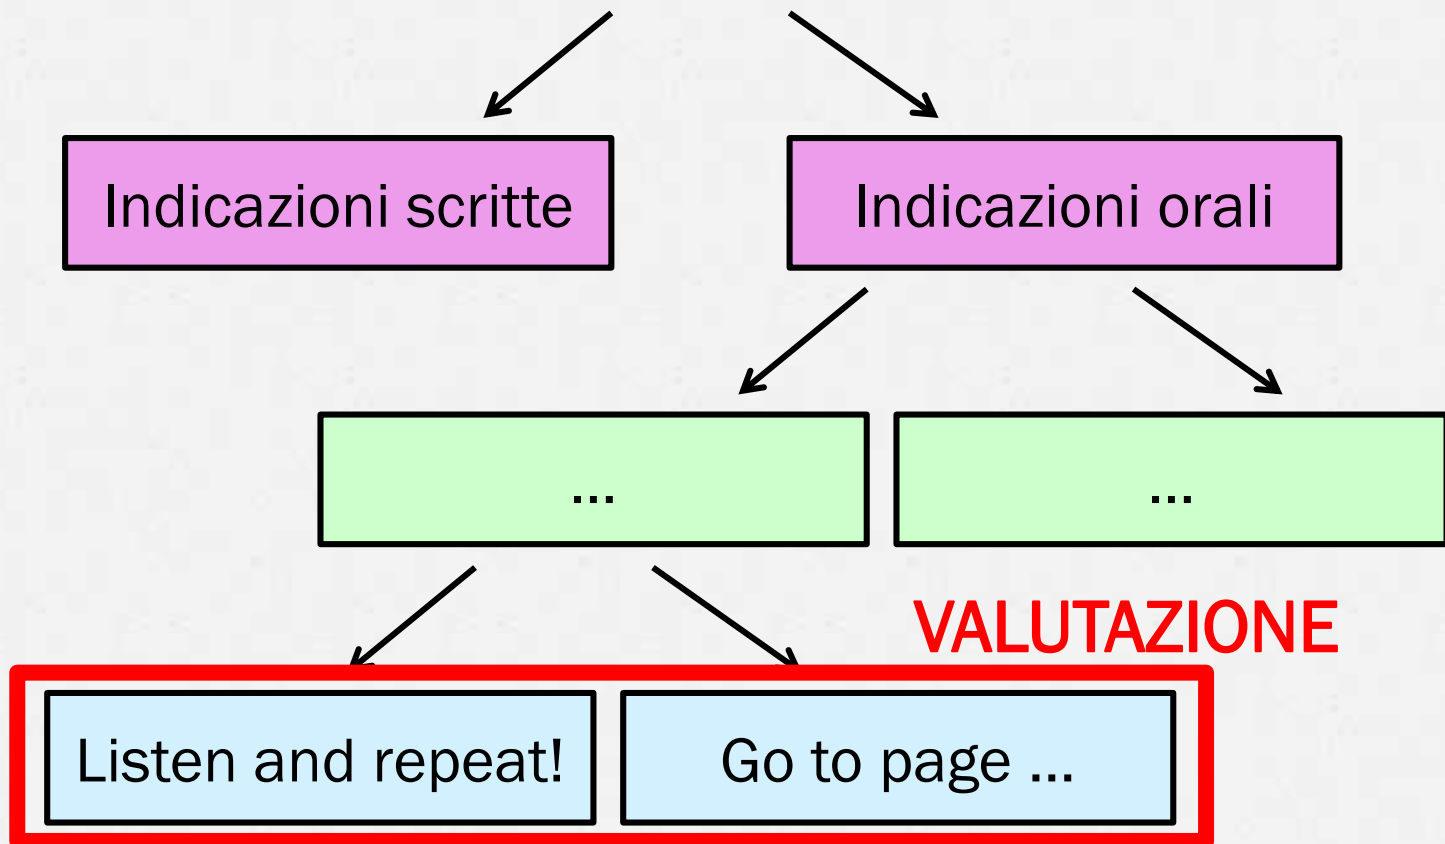 Indicazioni scritte
Indicazioni orali
...
...
VALUTAZIONE
Listen and repeat!
Go to page ...